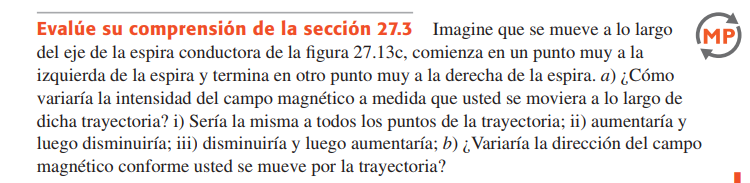 Evalúe su comprensión de la sección 27.3 Imagine que se mueve a lo largo
del eje de la espira conductora de la figura 27.13c, comienza en un punto muy a la
izquierda de la espira y termina en otro punto muy a la derecha de la espira. a) ¿Cómo
variaría la intensidad del campo magnético a medida que usted se moviera a lo largo de
dicha trayectoria? i) Sería la misma a todos los puntos de la trayectoria; ii) aumentaría y
luego disminuiría; iii) disminuiría y luego aumentaría; b) ¿Variaría la dirección del campo
magnético conforme usted se mueve por la trayectoria?
MP